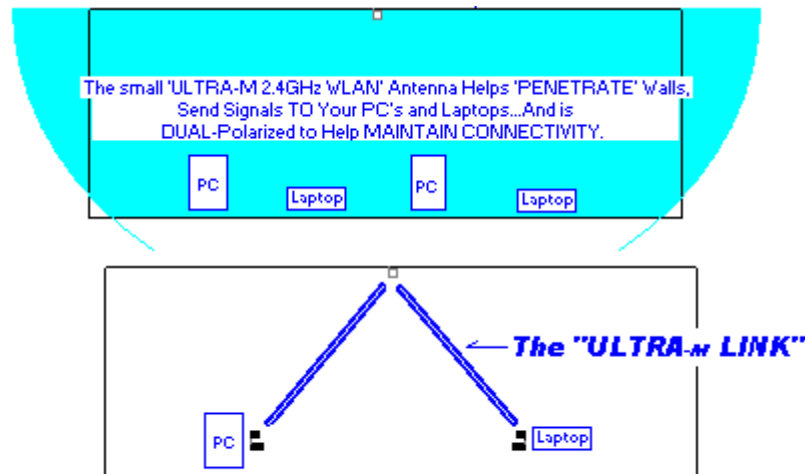 The small 'ULTRA-M 2.4GHz WLAN' Antenna Helps 'PENETRATE' Walls,
Send Signals TO Your PC's and Laptops...And is
DUAL-Polarized to Help MAINTAIN CONNECTIVITY.
PC
Laptop
PC
Laptop
The "ULTRA-M LINK"
PC
Laptop